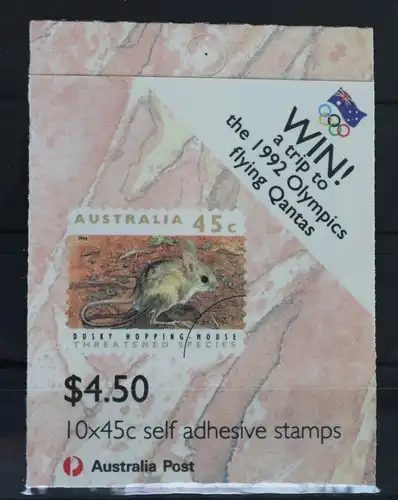 WIN!
a trip to
the 1992 Olympics
flying Qantas
AUSTRALIA 45c
1992
DUSKY HOPPING-MOUSE
THREATENED SPECIES
$4.50
10x45c self adhesive stamps
Australia Post